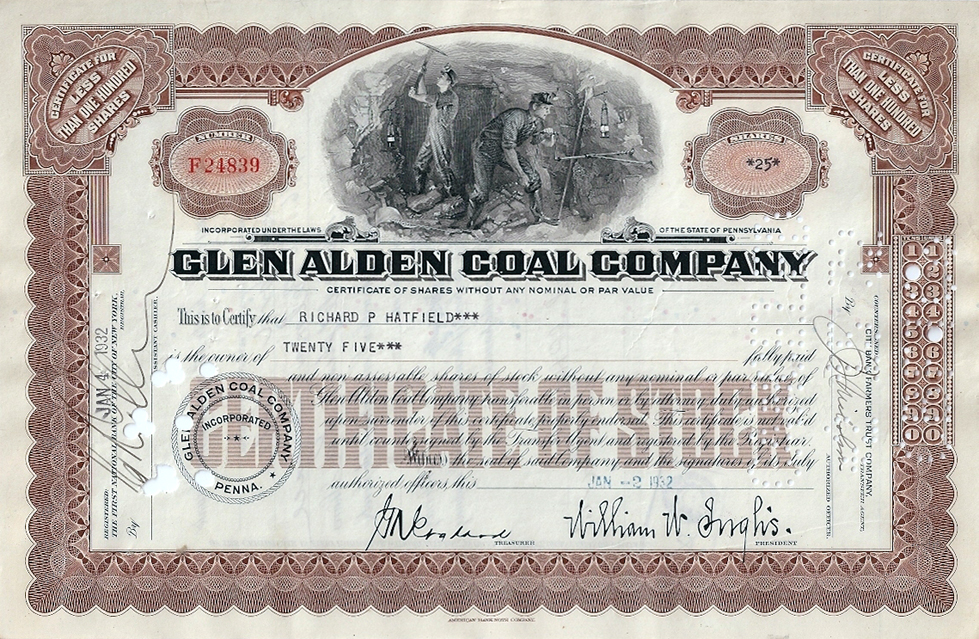 CERTIFICATE FOR
LESS
THAN ONE HUNDRED
SHARES
CERTIFICATE FOR
LESS
THAN ONE HUNDRED
SHARES
NUMBER
F24839
SHARES
*25*
INCORPORATED UNDER THE LAWS
OF THE STATE OF PENNSYLVANIA
GLEN ALDEN COAL COMPANY
CERTIFICATE OF SHARES WITHOUT ANY NOMINAL OR PAR VALUE
This is to Certify that RICHARD P HATFIELD***
is the owner of TWENTY FIVE*** fully paid
and non assessable shares of stock without any nominal or par value of
Glen Alden Coal Company transferable in person or by attorney duly authorized
upon surrender of this certificate properly endorsed. This certificate is not valid
until countersigned by the Transfer Agent and registered by the Registrar.
Witness the seal of said Company and the signatures of its duly
authorized officers, this JAN -2 1932
GLEN ALDEN COAL COMPANY,
INCORPORATED
PENNA.
TREASURER
William W. Inglis.
PRESIDENT
REGISTERED:
THE FIRST NATIONAL BANK OF THE CITY OF NEW YORK,
REGISTRAR.
JAN 4 1932
By
ASSISTANT CASHIER.
COUNTERSIGNED:
CITY BANK FARMERS TRUST COMPANY,
TRANSFER AGENT.
By
AUTHORIZED OFFICER.
AMERICAN BANK NOTE COMPANY.